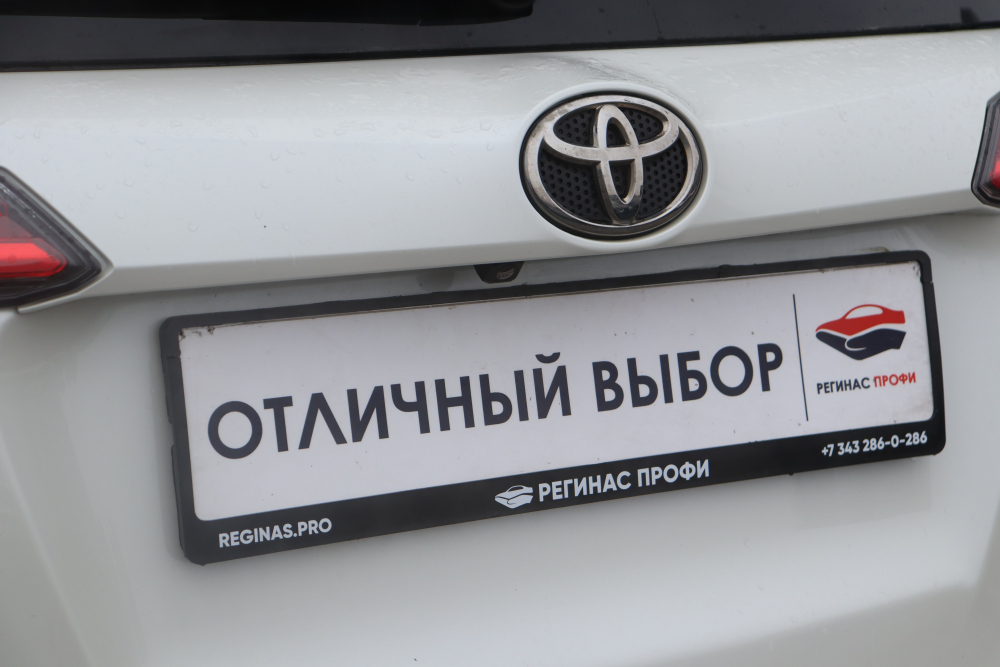 ОТЛИЧНЫЙ ВЫБОР
РЕГИНАС ПРОФИ
REGINAS.PRO
РЕГИНАС ПРОФИ
+7 343 286-0-286